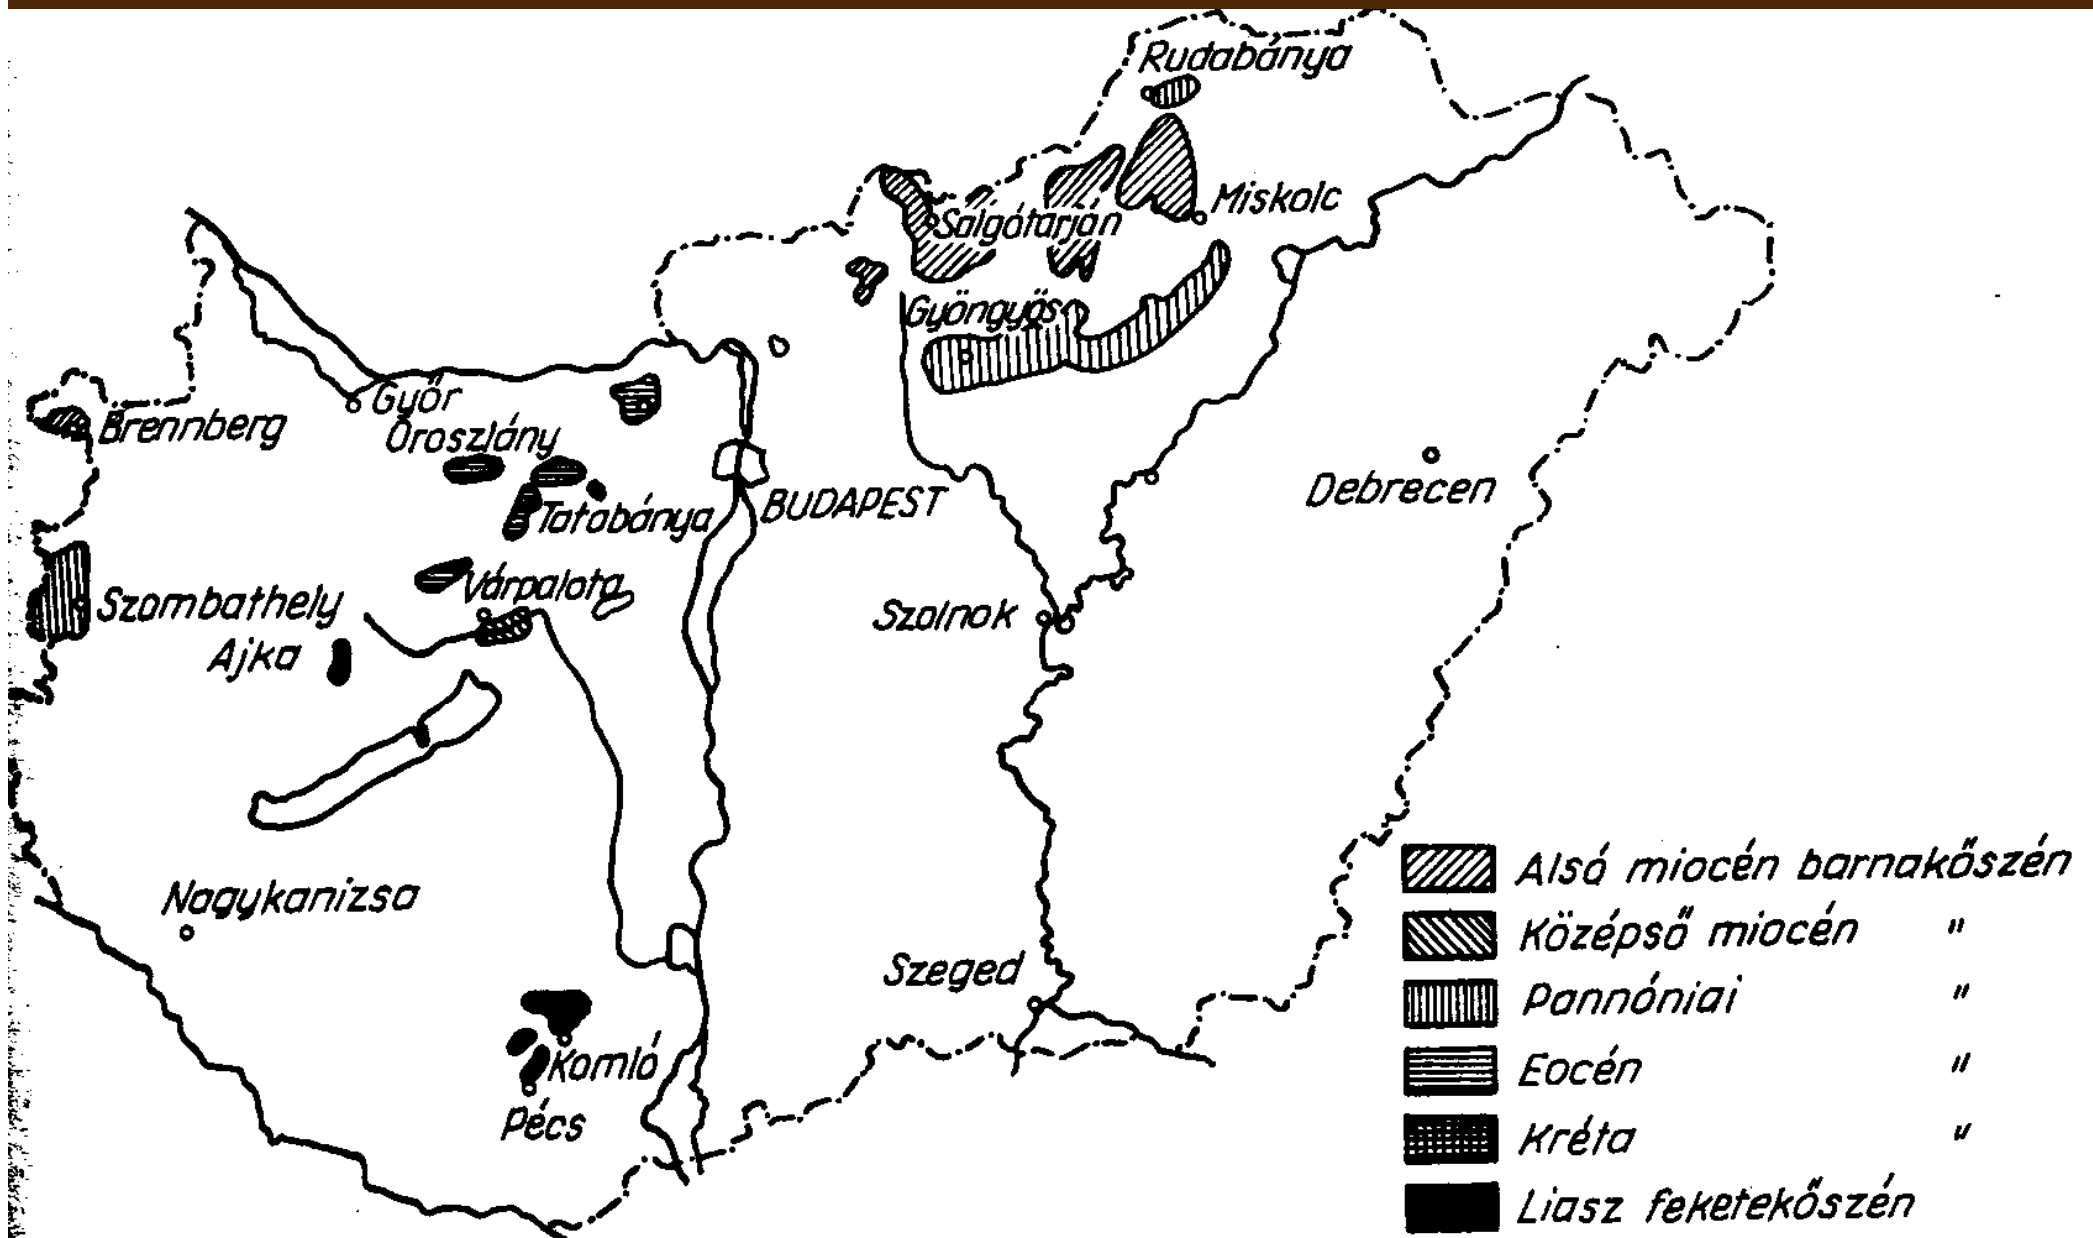 Rudabánya
Miskolc
Salgótarján
Gyöngyös
Győr
Brennberg
Oroszlány
Tatabánya
BUDAPEST
Debrecen
Várpalota
Szombathely
Ajka
Szolnok
Nagykanizsa
Szeged
Komló
Pécs
Alsó miocén barnakőszén
Középső miocén "
Pannóniai "
Eocén "
Kréta "
Liasz feketekőszén